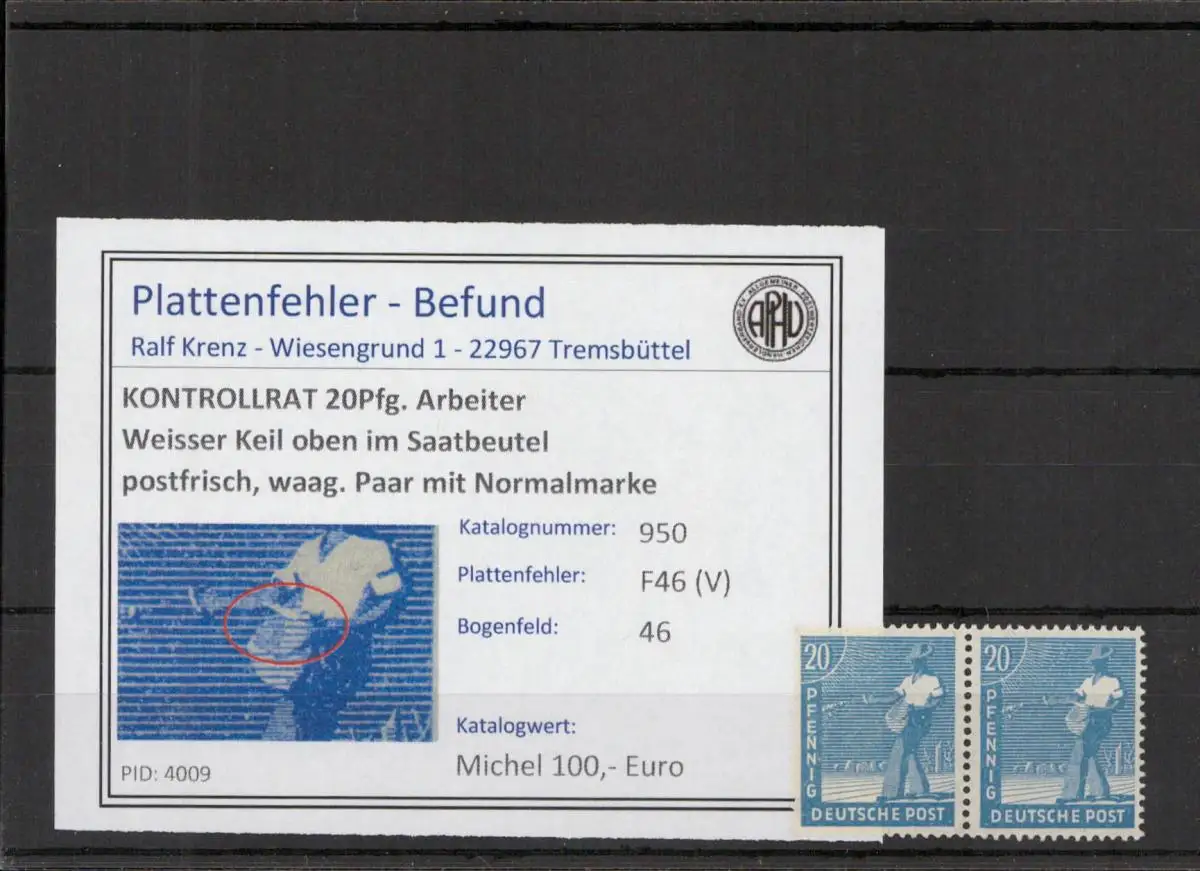 Plattenfehler - Befund
Ralf Krenz - Wiesengrund 1 - 22967 Tremsbüttel
APHV
KONTROLLRAT 20Pfg. Arbeiter
Weisser Keil oben im Saatbeutel
postfrisch, waag. Paar mit Normalmarke
Katalognummer: 950
Plattenfehler: F46 (V)
Bogenfeld: 46
Katalogwert:
Michel 100,- Euro
PID: 4009
20
PFENNIG
DEUTSCHE POST
20
PFENNIG
DEUTSCHE POST